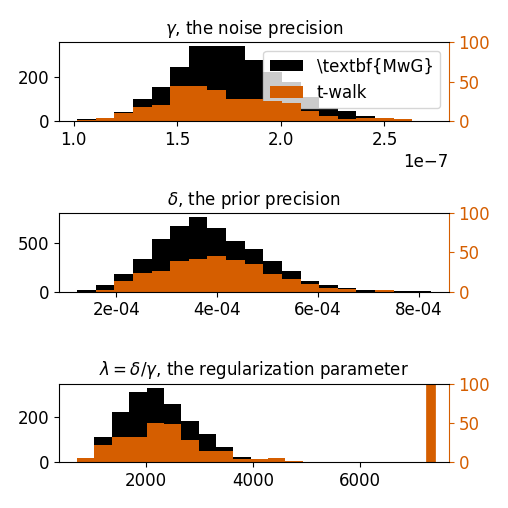 γ, the noise precision
200
0
100
50
0
\textbf{MwG}
t-walk
1.0 1.5 2.0 2.5
1e−7
δ, the prior precision
500
0
100
50
0
2e-04 4e-04 6e-04 8e-04
λ = δ/γ, the regularization parameter
200
0
100
50
0
2000 4000 6000